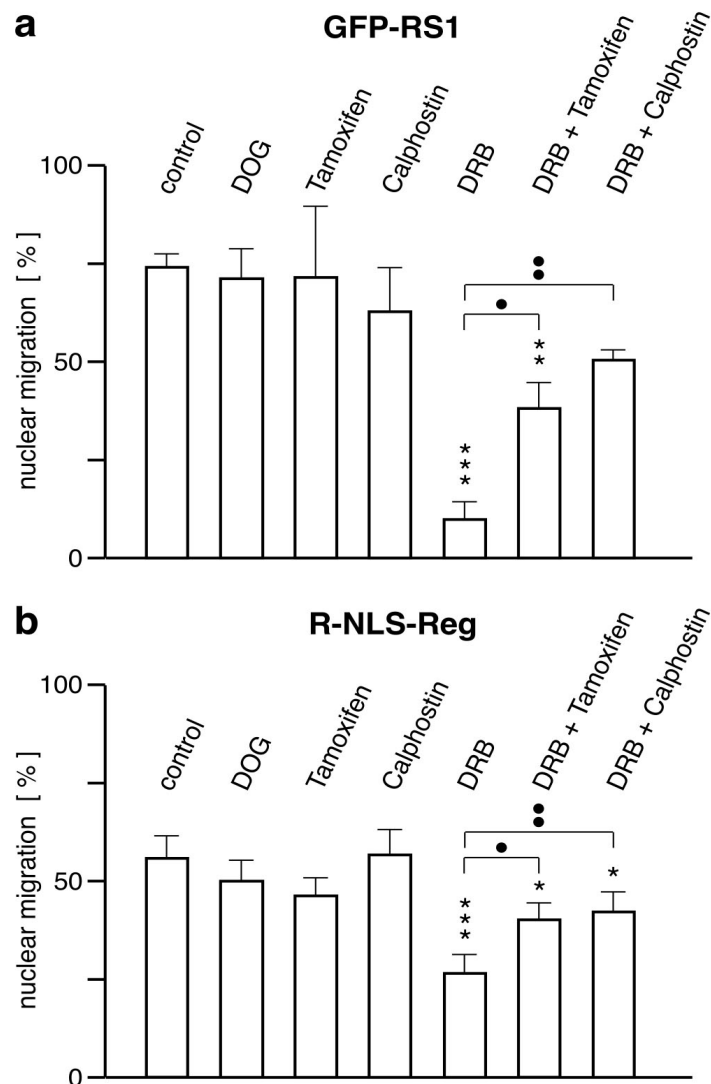 a
GFP-RS1
control
DOG
Tamoxifen
Calphostin
DRB
DRB + Tamoxifen
DRB + Calphostin
100
50
0
nuclear migration [ % ]
•
•
•
*
*
*
*
*
b
R-NLS-Reg
control
DOG
Tamoxifen
Calphostin
DRB
DRB + Tamoxifen
DRB + Calphostin
100
50
0
nuclear migration [ % ]
•
•
•
*
*
*
*
*